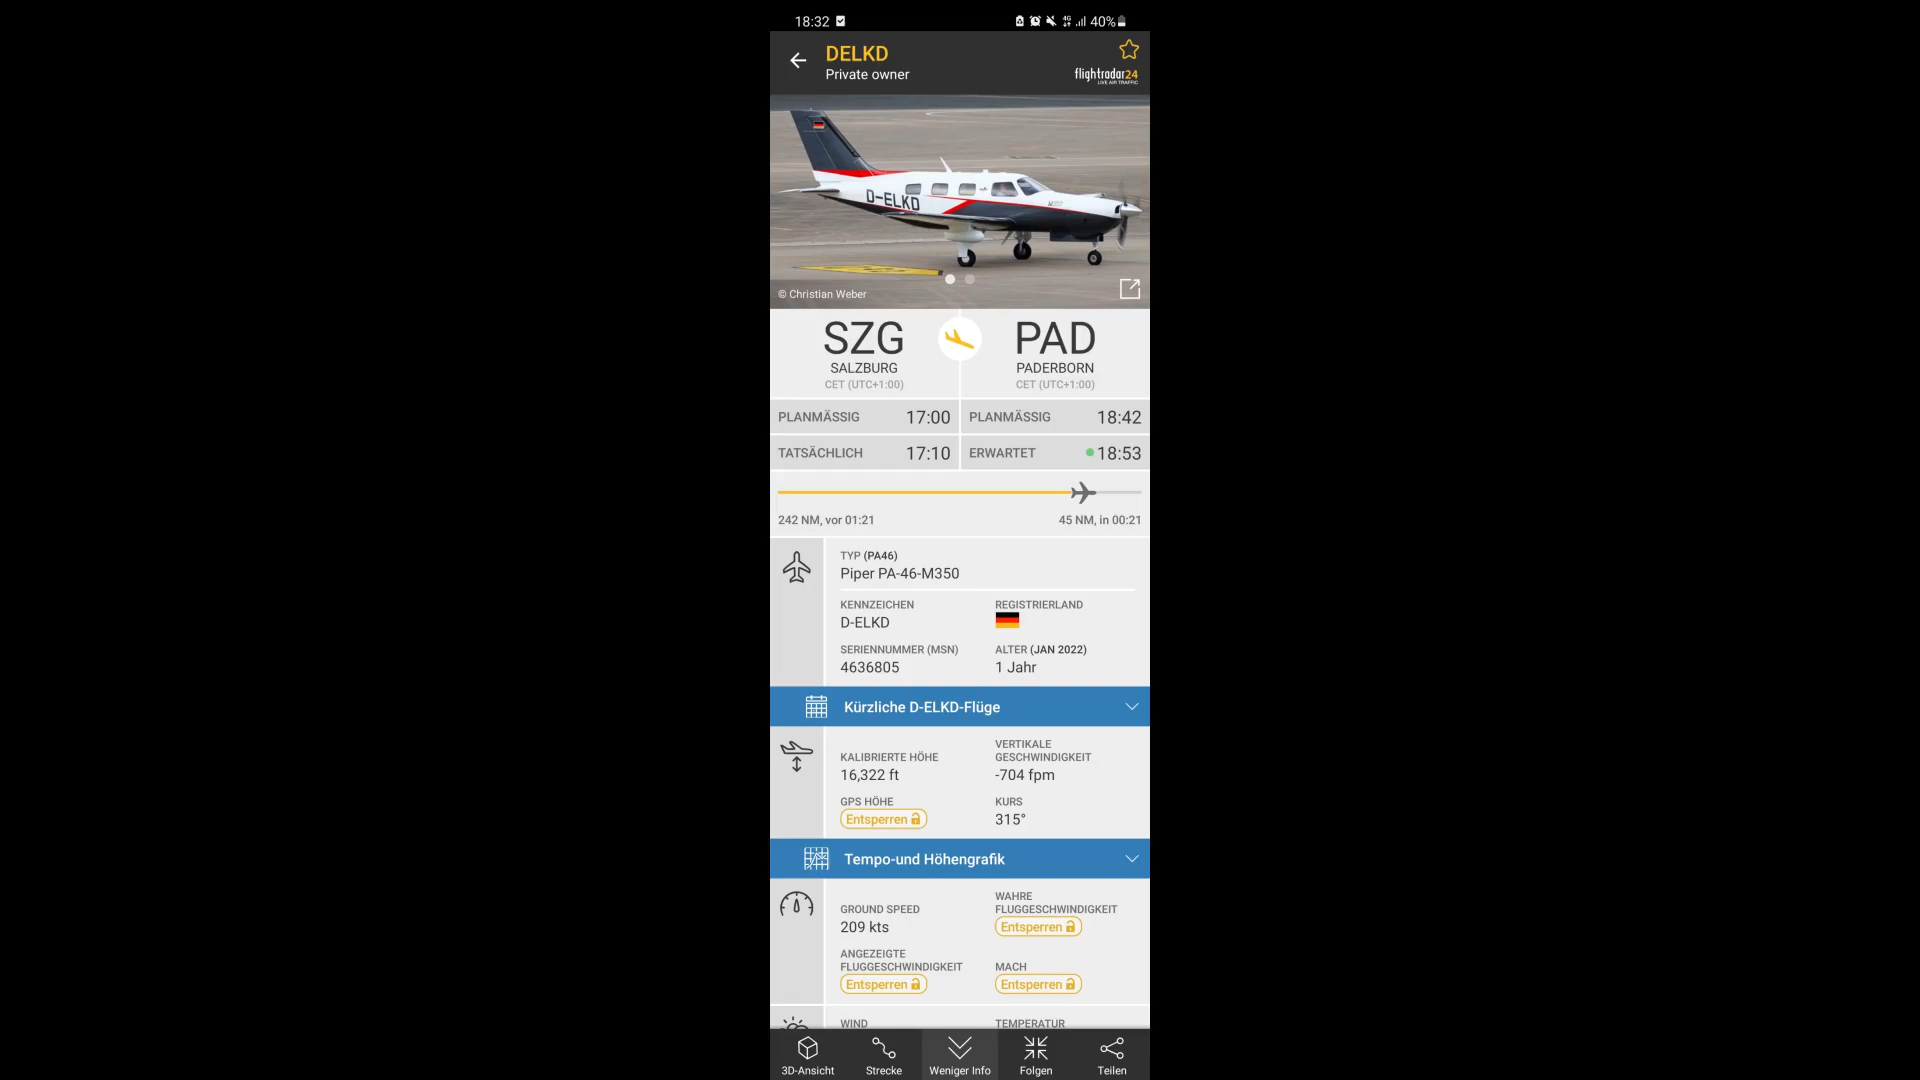 18:32
40%
DELKD
Private owner
flightradar24
LIVE AIR TRAFFIC
D-ELKD
© Christian Weber
SZG
PAD
SALZBURG
PADERBORN
CET (UTC+1:00)
CET (UTC+1:00)
PLANMÄSSIG 17:00
PLANMÄSSIG 18:42
TATSÄCHLICH 17:10
ERWARTET 18:53
242 NM, vor 01:21
45 NM, in 00:21
TYP (PA46)
Piper PA-46-M350
KENNZEICHEN
REGISTRIERLAND
D-ELKD
SERIENNUMMER (MSN)
ALTER (JAN 2022)
4636805
1 Jahr
Kürzliche D-ELKD-Flüge
KALIBRIERTE HÖHE
VERTIKALE
GESCHWINDIGKEIT
16,322 ft
-704 fpm
GPS HÖHE
KURS
Entsperren
315°
Tempo-und Höhengrafik
GROUND SPEED
WAHRE
FLUGGESCHWINDIGKEIT
209 kts
Entsperren
ANGEZEIGTE
FLUGGESCHWINDIGKEIT
MACH
Entsperren
Entsperren
WIND
TEMPERATUR
3D-Ansicht
Strecke
Weniger Info
Folgen
Teilen